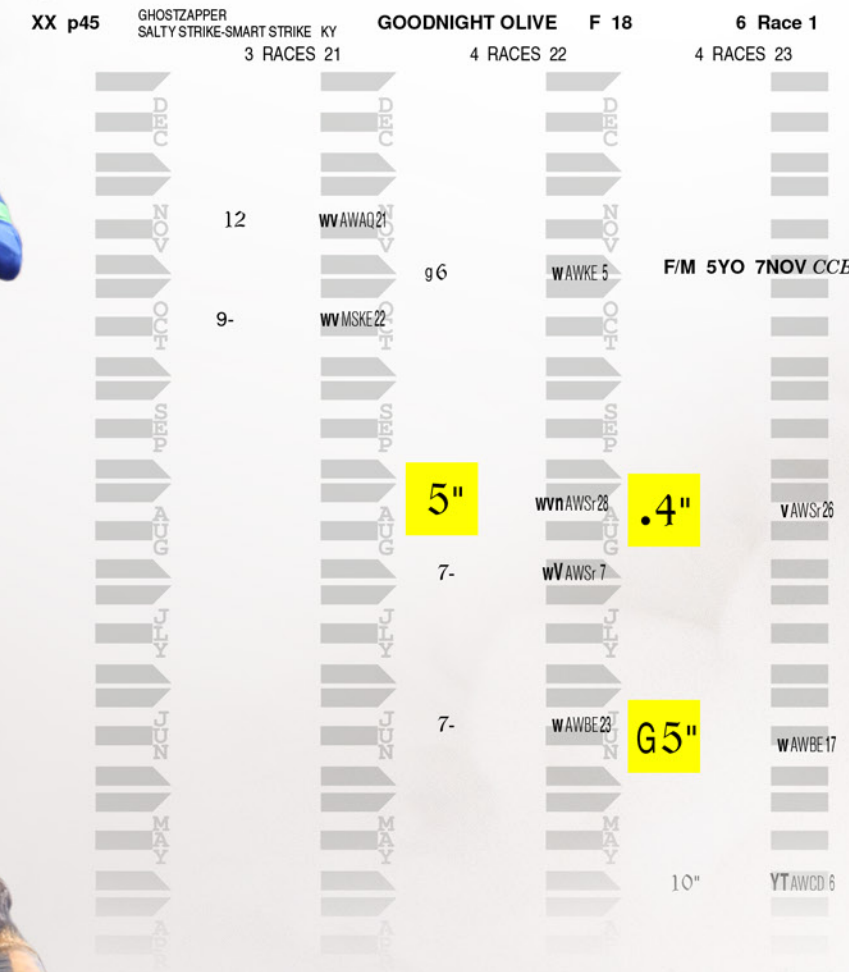 XX p45 GHOSTZAPPER GOODNIGHT OLIVE F 18 6 Race 1
SALTY STRIKE-SMART STRIKE KY
3 RACES 21 4 RACES 22 4 RACES 23
DEC DEC DEC
NOV NOV NOV
12 wv AWAQ 21
g6 w AWKE 5 F/M 5YO 7NOV CCE
OCT OCT OCT
9- wv MSKE 22
SEP SEP SEP
5" wvn AWSr 28 .4" v AWSr 26
AUG AUG AUG
7- wV AWSr 7
JLY JLY JLY
7- w AWBE 23 G5" w AWBE 17
JUN JUN JUN
MAY MAY MAY
10" YT AWCD 6
APR APR APR